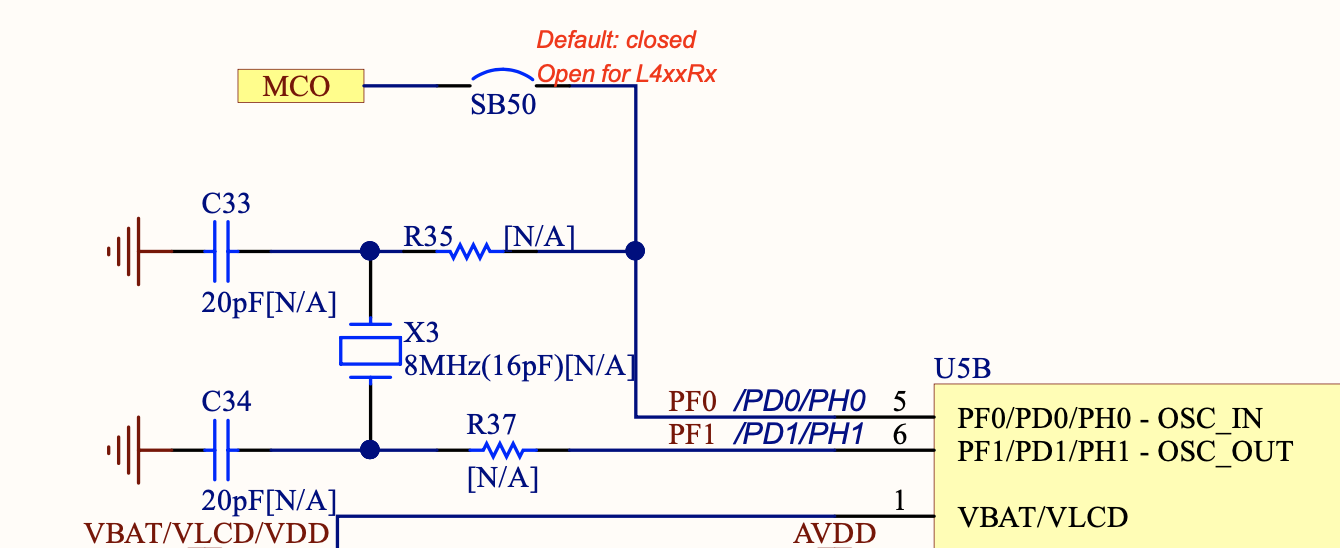 Default: closed
Open for L4xxRx
MCO
SB50
C33
R35
[N/A]
20pF[N/A]
X3
8MHz(16pF)[N/A]
U5B
C34
R37
[N/A]
20pF[N/A]
PF0 /PD0/PH0 5
PF0/PD0/PH0 - OSC_IN
PF1 /PD1/PH1 6
PF1/PD1/PH1 - OSC_OUT
1
VBAT/VLCD
VBAT/VLCD/VDD
AVDD